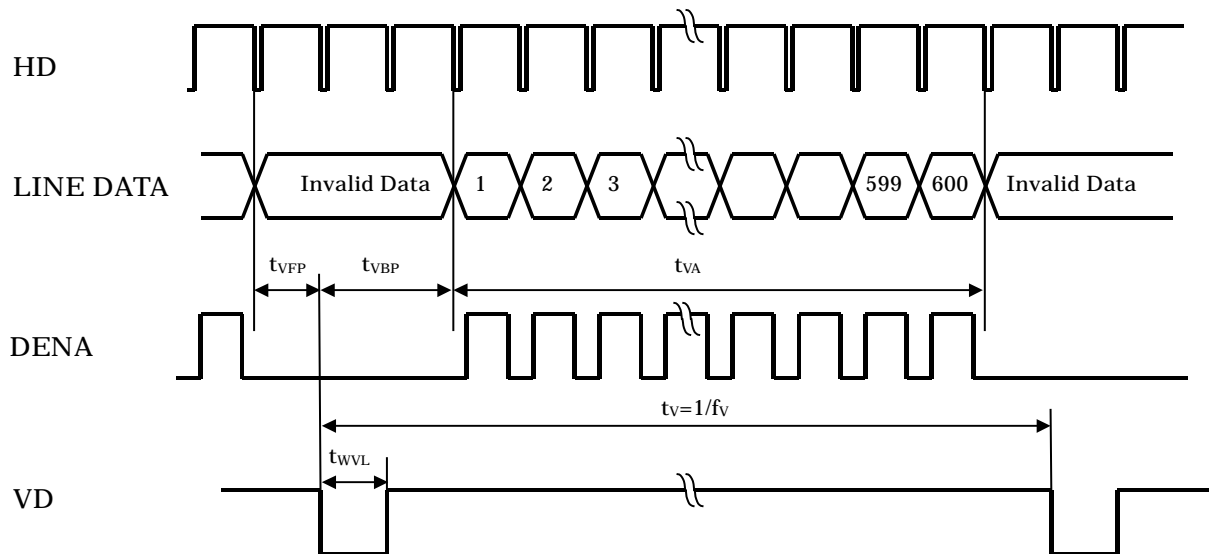 HD
LINE DATA
Invalid Data 1 2 3 599 600 Invalid Data
tVFP tVBP tVA
DENA
tV=1/fV
tWVL
VD